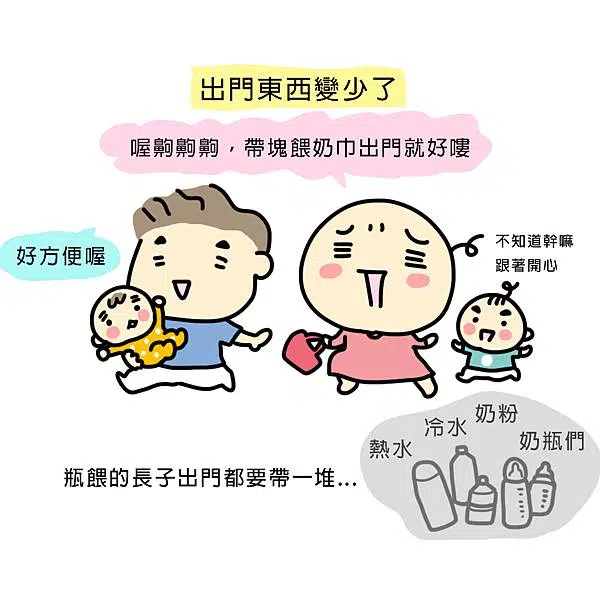 出門東西變少了
喔齁齁齁，帶塊餵奶巾出門就好嘍
好方便喔
不知道幹嘛
跟著開心
熱水
冷水
奶粉
奶瓶們
瓶餵的長子出門都要帶一堆...